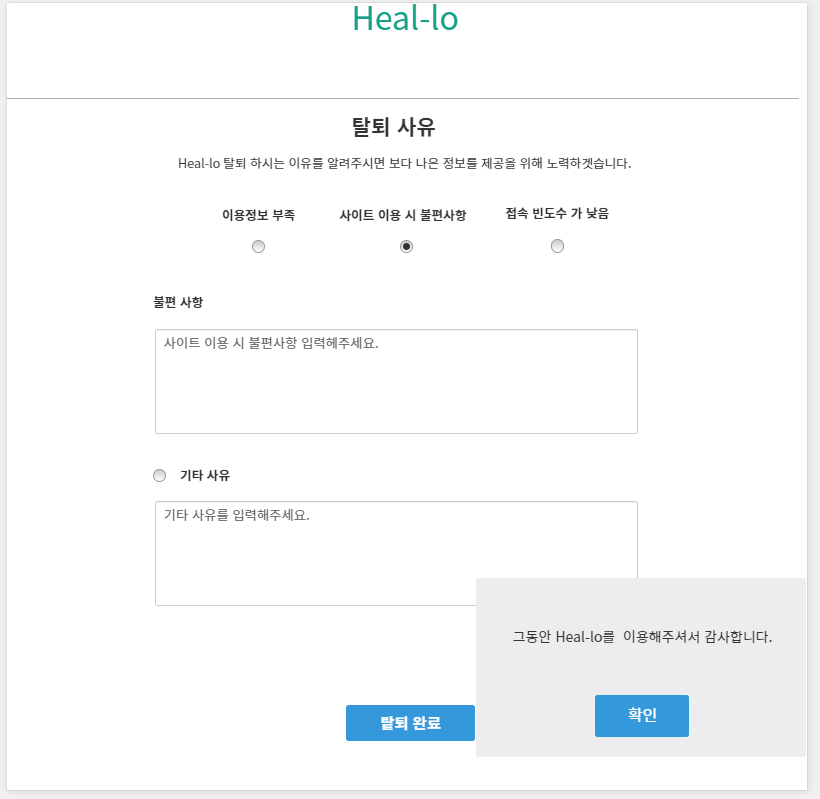 Heal-lo
탈퇴 사유
Heal-lo 탈퇴 하시는 이유를 알려주시면 보다 나은 정보를 제공을 위해 노력하겟습니다.
이용정보 부족 사이트 이용 시 불편사항 접속 빈도수 가 낮음
불편 사항
사이트 이용 시 불편사항 입력헤주세요.
기타 사유
기타 사유를 입력해주세요.
그동안 Heal-lo를 이용해주셔서 감사합니다.
확인
탈퇴 완료